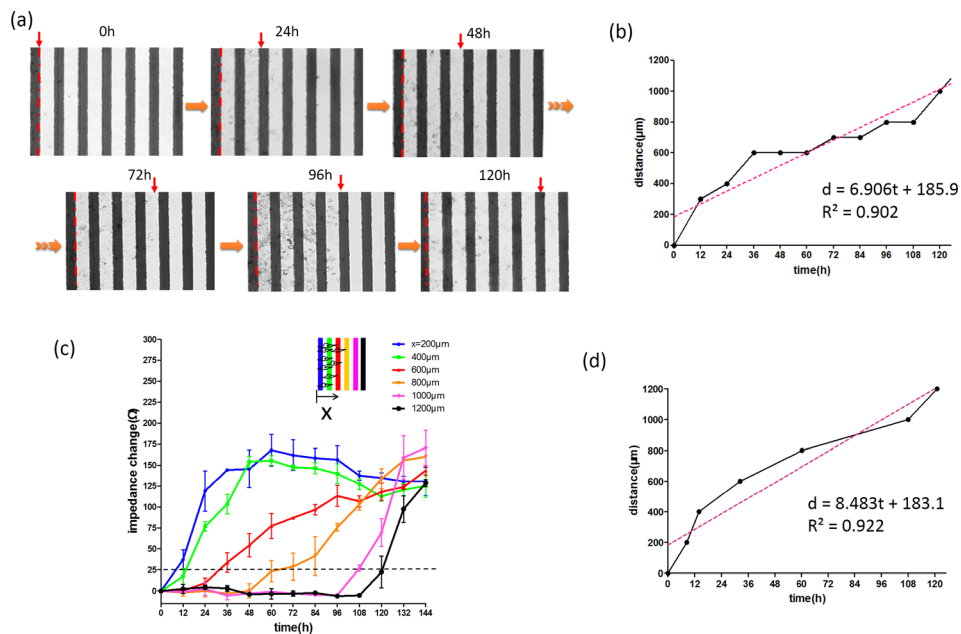 (a)
0h
24h
48h
72h
96h
120h
(b)
1200
1000
800
600
400
200
0
distance(μm)
0 12 24 36 48 60 72 84 96 108 120
time(h)
d = 6.906t + 185.9
R² = 0.902
(c)
300
275
250
225
200
175
150
125
100
75
50
25
0
impedance change(Ω)
0 12 24 36 48 60 72 84 96 108 120 132 144
time(h)
X
x=200μm
400μm
600μm
800μm
1000μm
1200μm
(d)
1200
1000
800
600
400
200
0
distance(μm)
0 12 24 36 48 60 72 84 96 108 120
time(h)
d = 8.483t + 183.1
R² = 0.922